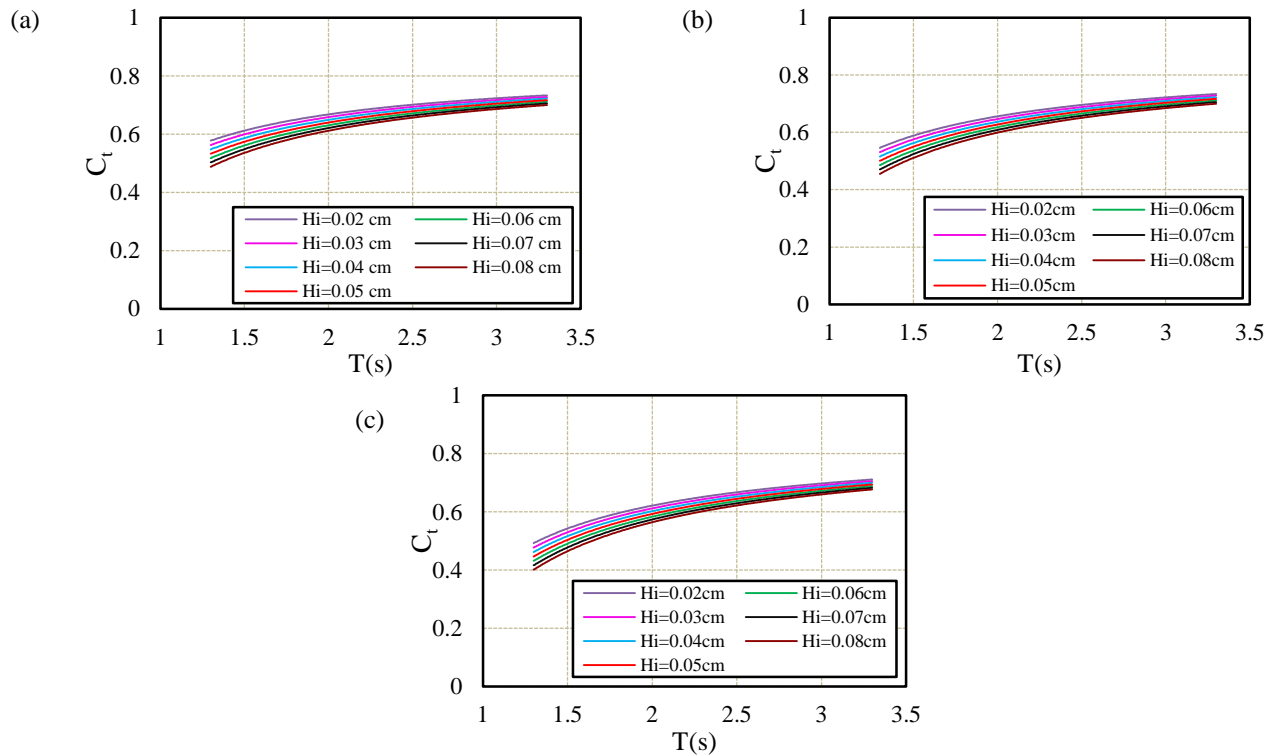 (a)
1
0.8
0.6
0.4
0.2
0
C_t
Hi=0.02 cm Hi=0.06 cm
Hi=0.03 cm Hi=0.07 cm
Hi=0.04 cm Hi=0.08 cm
Hi=0.05 cm
1 1.5 2 2.5 3 3.5
T(s)
(b)
1
0.8
0.6
0.4
0.2
0
C_t
Hi=0.02cm Hi=0.06cm
Hi=0.03cm Hi=0.07cm
Hi=0.04cm Hi=0.08cm
Hi=0.05cm
1 1.5 2 2.5 3 3.5
T(s)
(c)
1
0.8
0.6
0.4
0.2
0
C_t
Hi=0.02cm Hi=0.06cm
Hi=0.03cm Hi=0.07cm
Hi=0.04cm Hi=0.08cm
Hi=0.05cm
1 1.5 2 2.5 3 3.5
T(s)